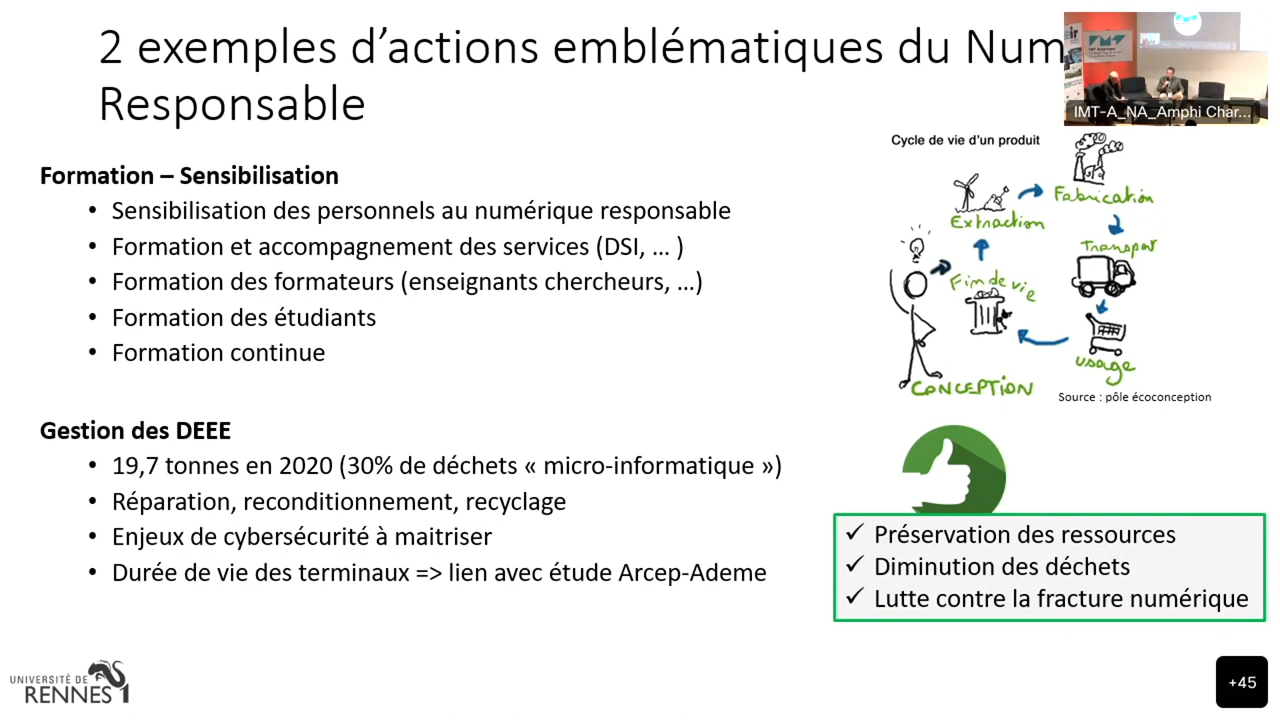 2 exemples d’actions emblématiques du Num
Responsable
IMT-A_NA_Amphi Char...
Formation – Sensibilisation
• Sensibilisation des personnels au numérique responsable
• Formation et accompagnement des services (DSI, … )
• Formation des formateurs (enseignants chercheurs, …)
• Formation des étudiants
• Formation continue
Gestion des DEEE
• 19,7 tonnes en 2020 (30% de déchets « micro-informatique »)
• Réparation, reconditionnement, recyclage
• Enjeux de cybersécurité à maitriser
• Durée de vie des terminaux => lien avec étude Arcep-Ademe
Cycle de vie d’un produit
Extraction
Fabrication
Transport
Usage
Fin de vie
CONCEPTION
Source : pôle écoconception
✓ Préservation des ressources
✓ Diminution des déchets
✓ Lutte contre la fracture numérique
UNIVERSITÉ DE
RENNES 1
+45